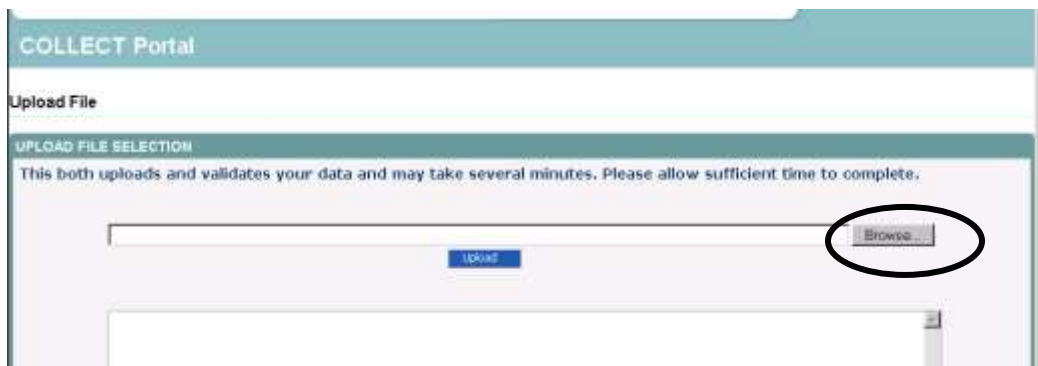 COLLECT Portal
Upload File
UPLOAD FILE SELECTION
This both uploads and validates your data and may take several minutes. Please allow sufficient time to complete.
Browse...
Upload